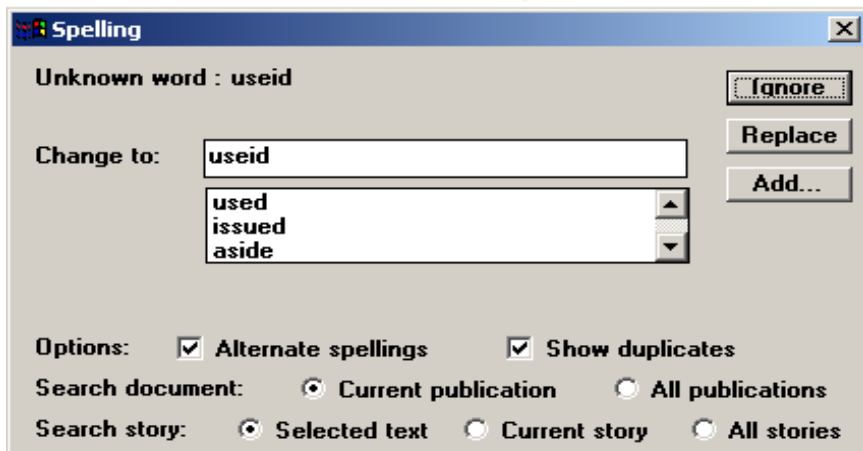 Spelling
Unknown word : useid
Ignore
Change to: useid
Replace
Add...
used
issued
aside
Options: Alternate spellings Show duplicates
Search document: Current publication All publications
Search story: Selected text Current story All stories